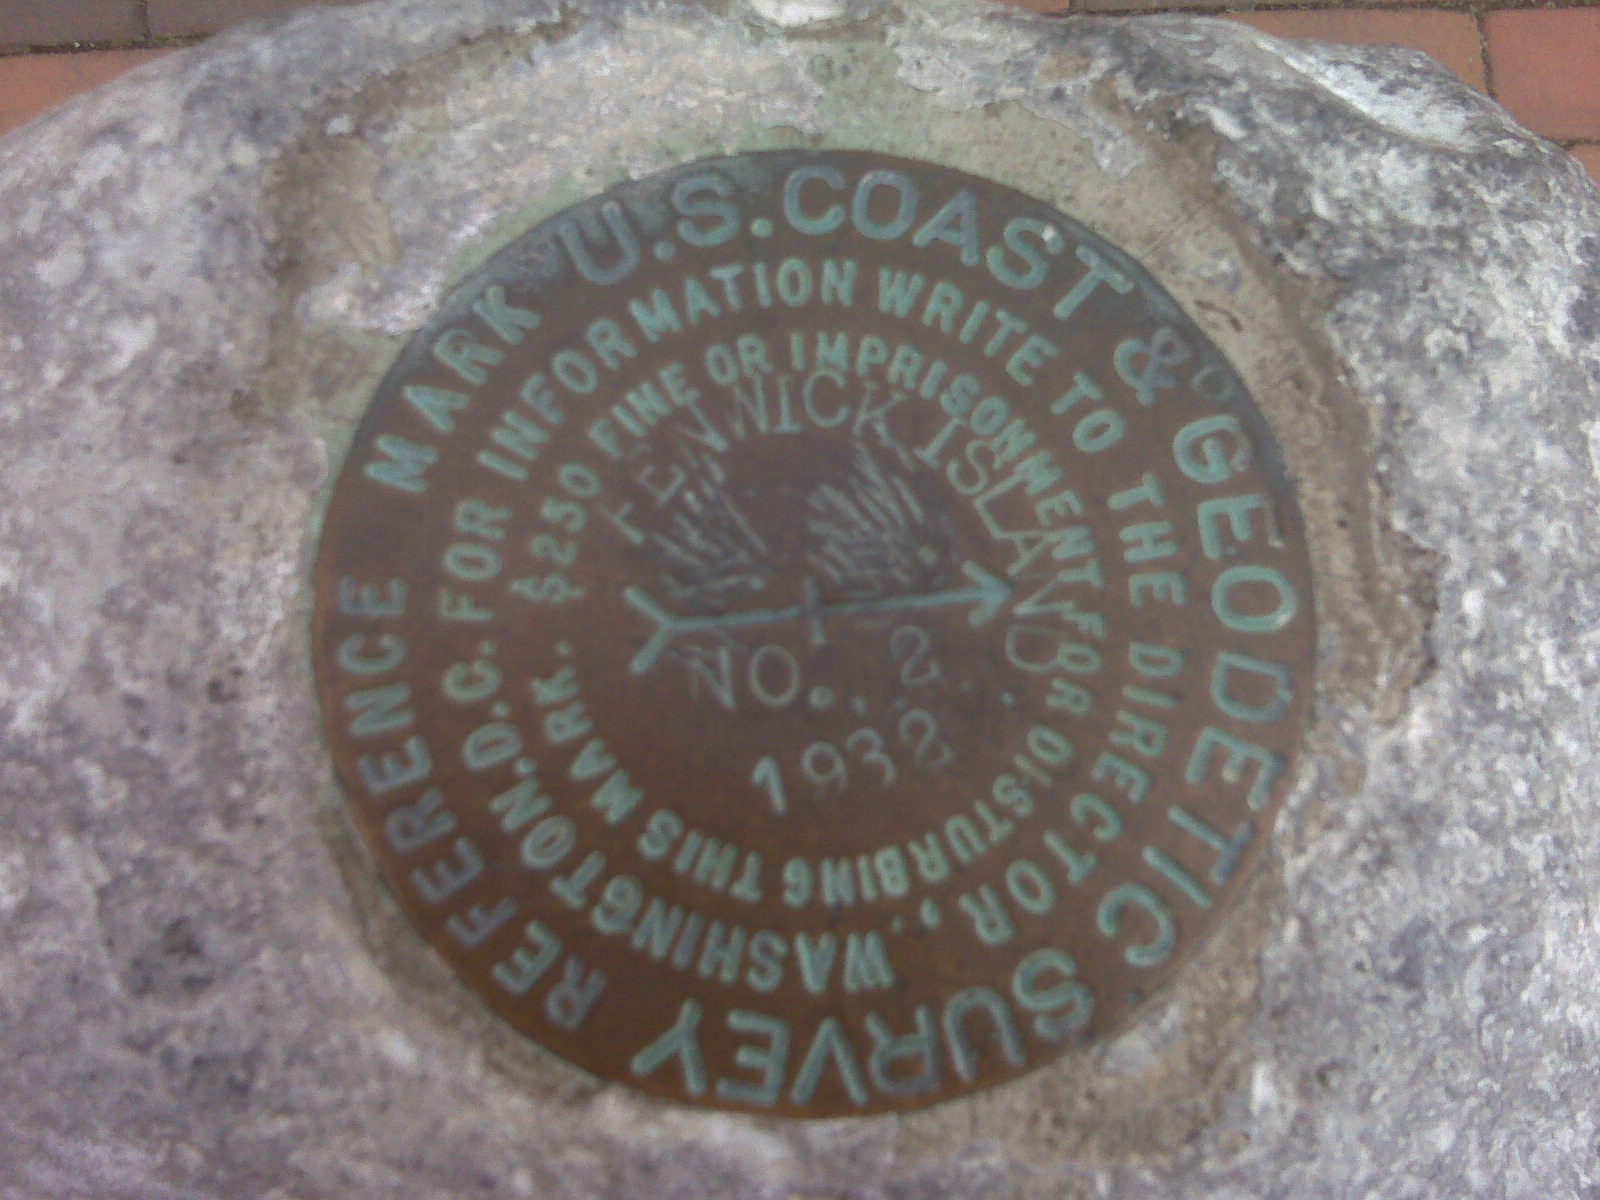 U.S. COAST & GEODETIC SURVEY
REFERENCE MARK
FOR INFORMATION WRITE TO THE DIRECTOR, WASHINGTON, D.C.
$250 FINE OR IMPRISONMENT FOR DISTURBING THIS MARK.
FENWICK ISLAND
NO. 2
1932